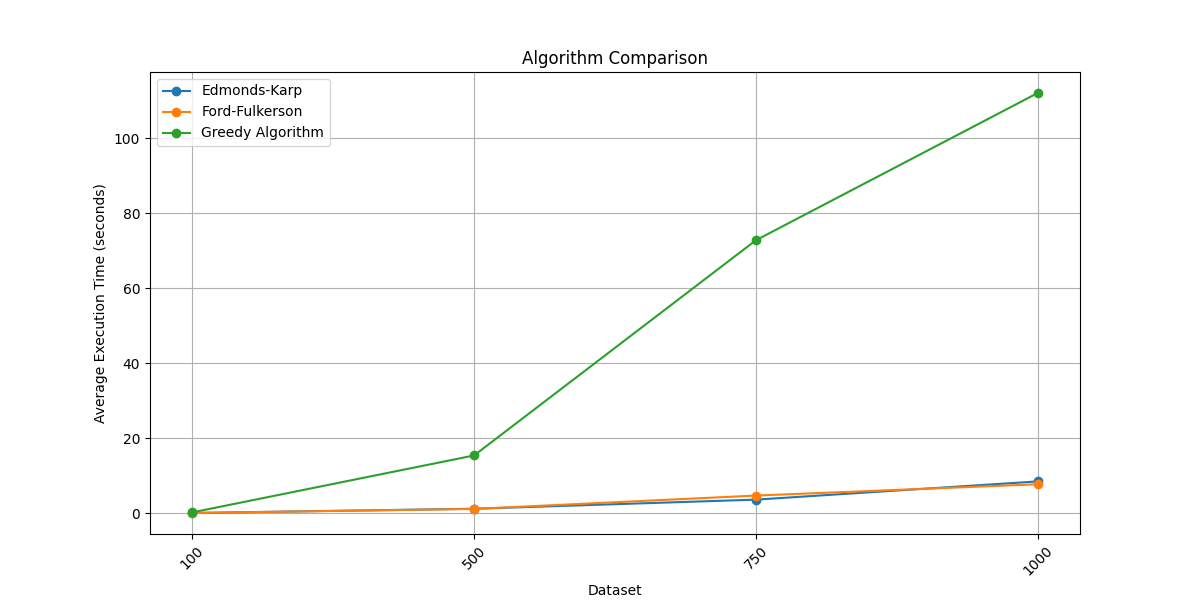 Algorithm Comparison
Edmonds-Karp
Ford-Fulkerson
Greedy Algorithm
Average Execution Time (seconds)
100
80
60
40
20
0
100
500
750
1000
Dataset